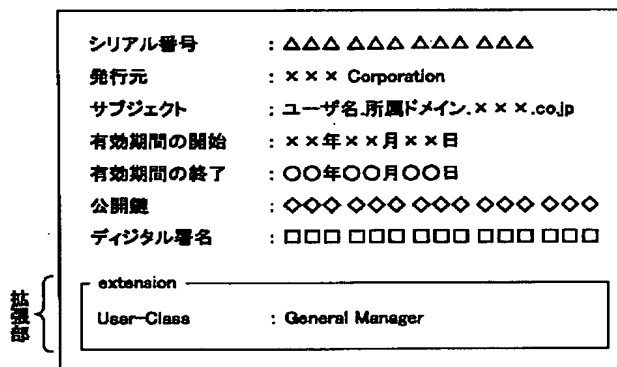 シリアル番号 : △△△ △△△ △△△ △△△
発行元 : ××× Corporation
サブジェクト : ユーザ名.所属ドメイン.×××.co.jp
有効期間の開始 : ××年××月××日
有効期間の終了 : ○○年○○月○○日
公開鍵 : ◇◇◇ ◇◇◇ ◇◇◇ ◇◇◇ ◇◇◇
ディジタル署名 : □□□ □□□ □□□ □□□ □□□
extension
拡張部
User-Class : General Manager